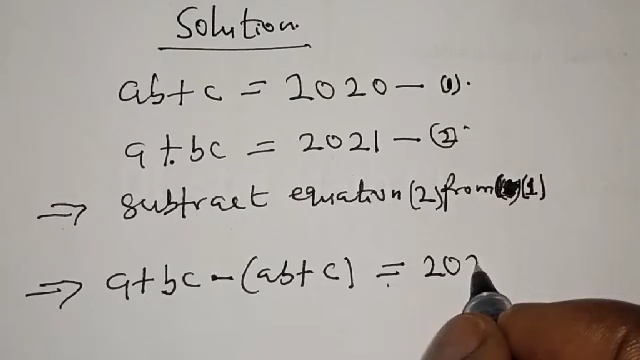 Solution
ab+c = 2020 — (1).
a+bc = 2021 — (2)
⇒ subtract equation (2) from (1)
⇒ a+bc - (ab+c) = 202